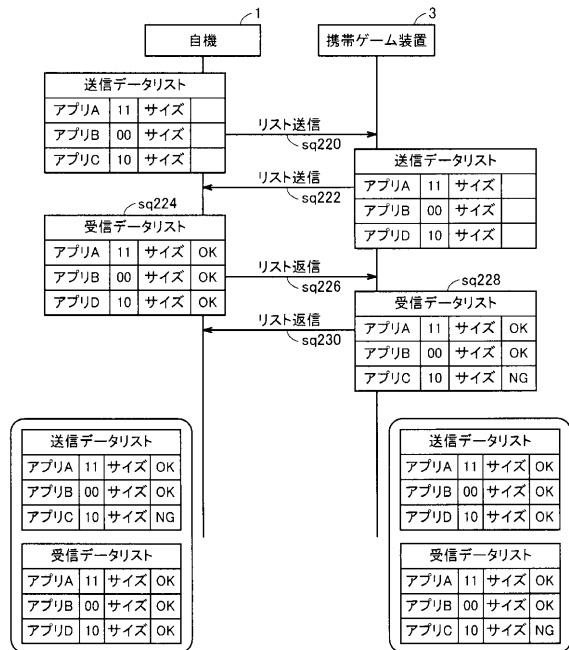 1
3
自機
携帯ゲーム装置
送信データリスト
アプリA 11 サイズ
アプリB 00 サイズ
アプリC 10 サイズ
リスト送信
sq220
送信データリスト
アプリA 11 サイズ
アプリB 00 サイズ
アプリD 10 サイズ
リスト送信
sq222
sq224
受信データリスト
アプリA 11 サイズ OK
アプリB 00 サイズ OK
アプリD 10 サイズ OK
リスト返信
sq226
sq228
受信データリスト
アプリA 11 サイズ OK
アプリB 00 サイズ OK
アプリC 10 サイズ NG
リスト返信
sq230
送信データリスト
アプリA 11 サイズ OK
アプリB 00 サイズ OK
アプリC 10 サイズ NG
受信データリスト
アプリA 11 サイズ OK
アプリB 00 サイズ OK
アプリD 10 サイズ OK
送信データリスト
アプリA 11 サイズ OK
アプリB 00 サイズ OK
アプリD 10 サイズ OK
受信データリスト
アプリA 11 サイズ OK
アプリB 00 サイズ OK
アプリC 10 サイズ NG